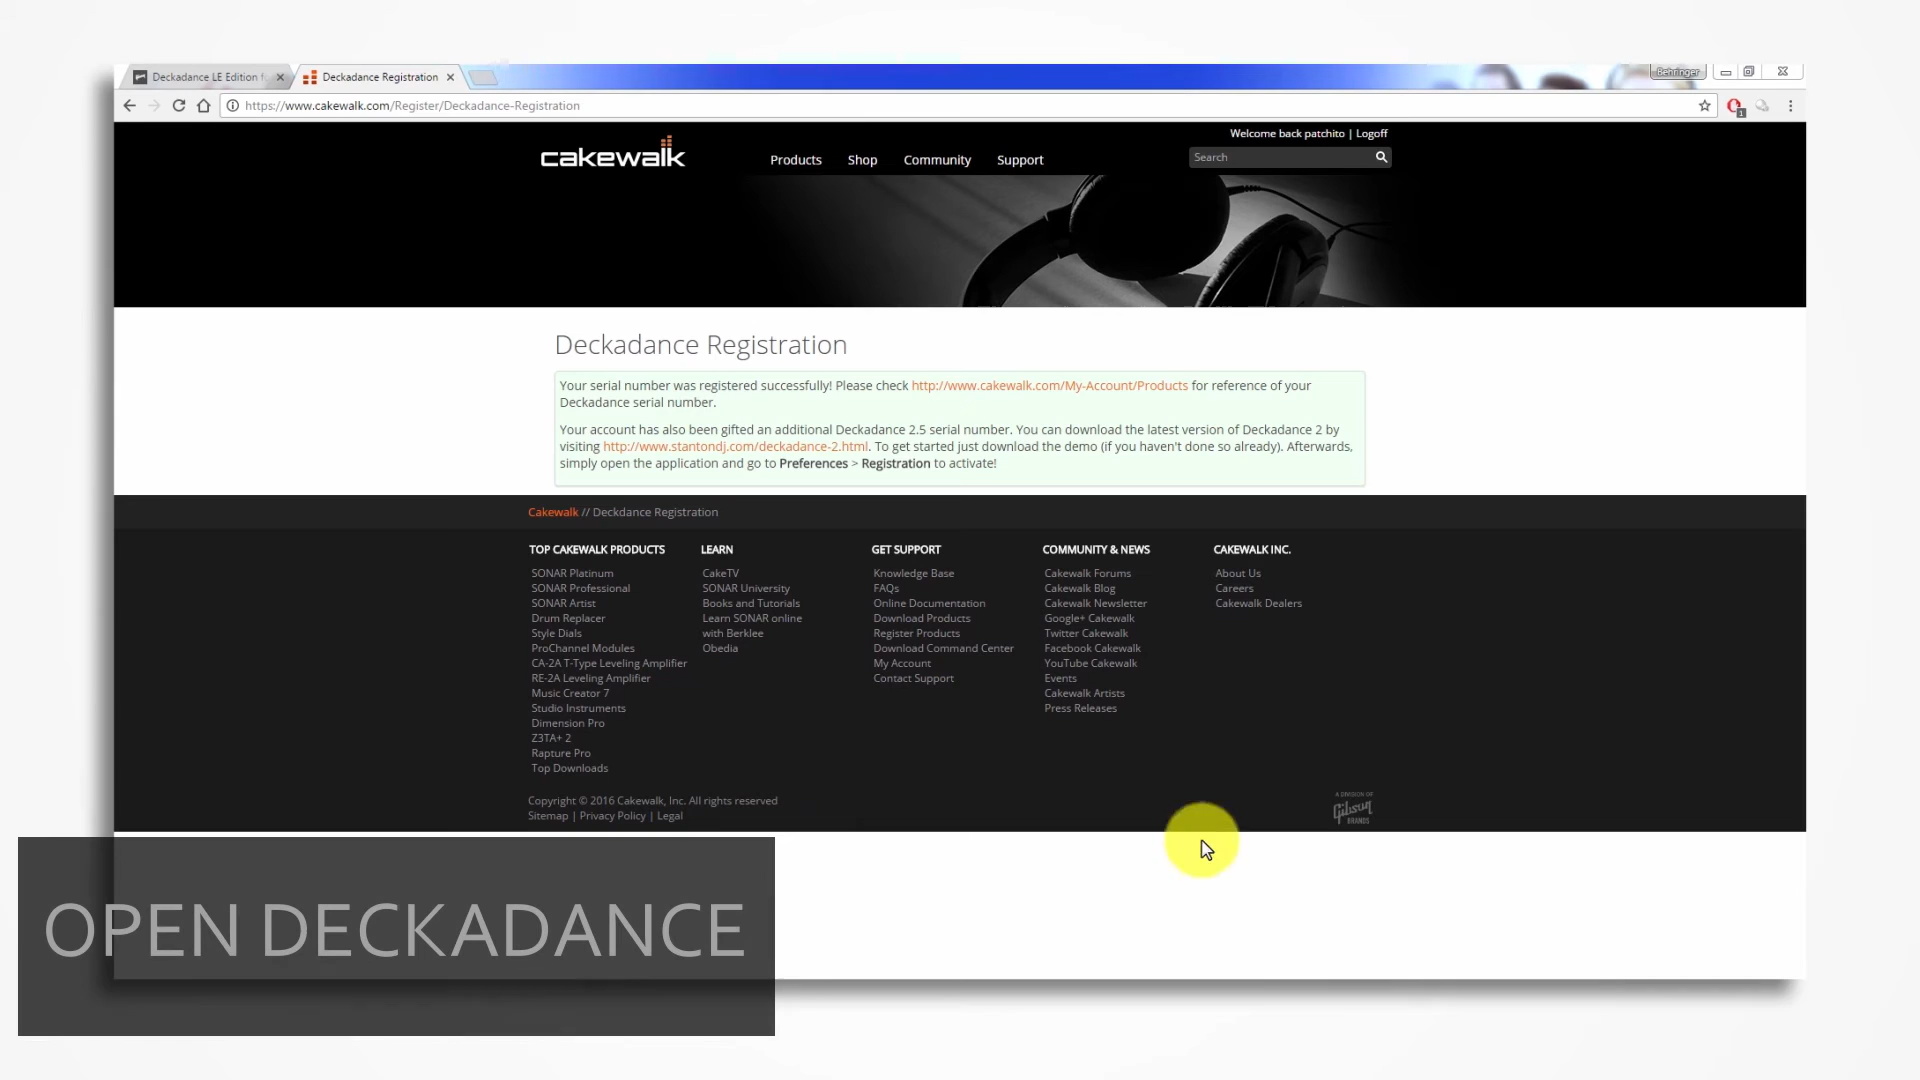 Deckadance LE Edition f
Deckadance Registration
Behringer
https://www.cakewalk.com/Register/Deckadance-Registration
1
Welcome back patchito | Logoff
cakewalk
Products Shop Community Support
Search
Deckadance Registration
Your serial number was registered successfully! Please check http://www.cakewalk.com/My-Account/Products for reference of your
Deckadance serial number.
Your account has also been gifted an additional Deckadance 2.5 serial number. You can download the latest version of Deckadance 2 by
visiting http://www.stantondj.com/deckadance-2.html. To get started just download the demo (if you haven't done so already). Afterwards,
simply open the application and go to Preferences > Registration to activate!
Cakewalk // Deckdance Registration
TOP CAKEWALK PRODUCTS
SONAR Platinum
SONAR Professional
SONAR Artist
Drum Replacer
Style Dials
ProChannel Modules
CA-2A T-Type Leveling Amplifier
RE-2A Leveling Amplifier
Music Creator 7
Studio Instruments
Dimension Pro
Z3TA+ 2
Rapture Pro
Top Downloads
LEARN
CakeTV
SONAR University
Books and Tutorials
Learn SONAR online
with Berklee
Obedia
GET SUPPORT
Knowledge Base
FAQs
Online Documentation
Download Products
Register Products
Download Command Center
My Account
Contact Support
COMMUNITY & NEWS
Cakewalk Forums
Cakewalk Blog
Cakewalk Newsletter
Google+ Cakewalk
Twitter Cakewalk
Facebook Cakewalk
YouTube Cakewalk
Events
Cakewalk Artists
Press Releases
CAKEWALK INC.
About Us
Careers
Cakewalk Dealers
Copyright © 2016 Cakewalk, Inc. All rights reserved
Sitemap | Privacy Policy | Legal
A DIVISION OF
Gibson
BRANDS
OPEN DECKADANCE